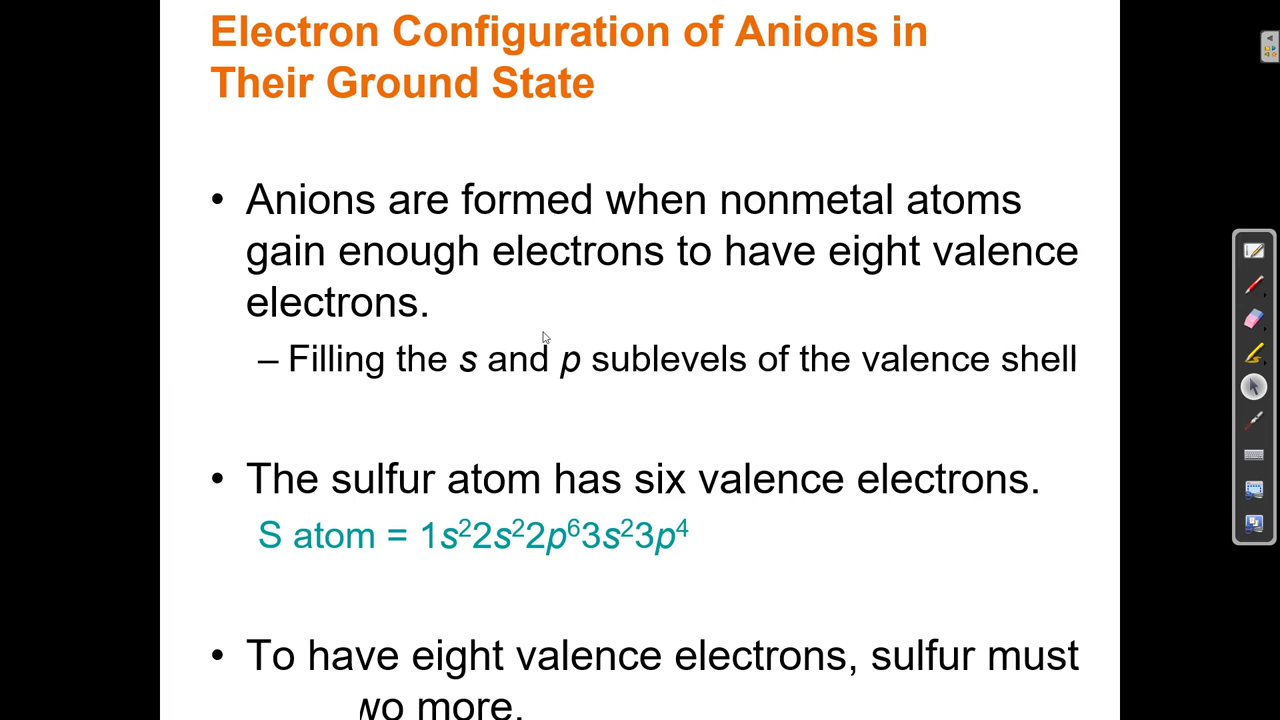 Electron Configuration of Anions in
Their Ground State
• Anions are formed when nonmetal atoms
gain enough electrons to have eight valence
electrons.
– Filling the s and p sublevels of the valence shell
• The sulfur atom has six valence electrons.
S atom = 1s²2s²2p⁶3s²3p⁴
• To have eight valence electrons, sulfur must
more.